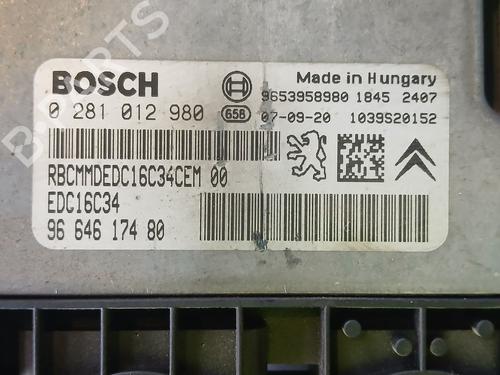 BOSCH
Made in Hungary
9653958980 1845 2407
0 281 012 980
658
07-09-20 1039S20152
RBCMMDEDC16C34CEM 00
EDC16C34
96 646 174 80
B-PARTS